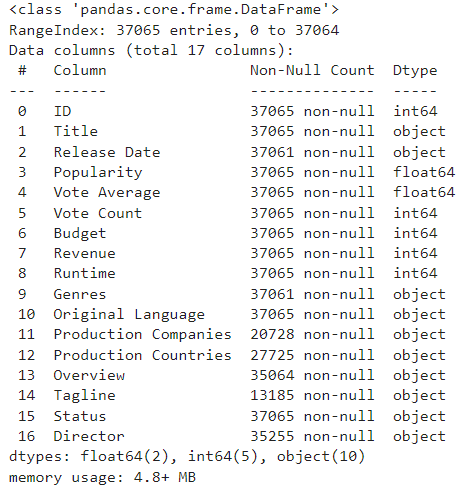 <class 'pandas.core.frame.DataFrame'>
RangeIndex: 37065 entries, 0 to 37064
Data columns (total 17 columns):
 #   Column                Non-Null Count  Dtype
---  ------                --------------  -----
 0   ID                    37065 non-null  int64
 1   Title                 37065 non-null  object
 2   Release Date          37061 non-null  object
 3   Popularity            37065 non-null  float64
 4   Vote Average          37065 non-null  float64
 5   Vote Count            37065 non-null  int64
 6   Budget                37065 non-null  int64
 7   Revenue               37065 non-null  int64
 8   Runtime               37065 non-null  int64
 9   Genres                37061 non-null  object
 10  Original Language     37065 non-null  object
 11  Production Companies  20728 non-null  object
 12  Production Countries  27725 non-null  object
 13  Overview              35064 non-null  object
 14  Tagline               13185 non-null  object
 15  Status                37065 non-null  object
 16  Director              35255 non-null  object
dtypes: float64(2), int64(5), object(10)
memory usage: 4.8+ MB